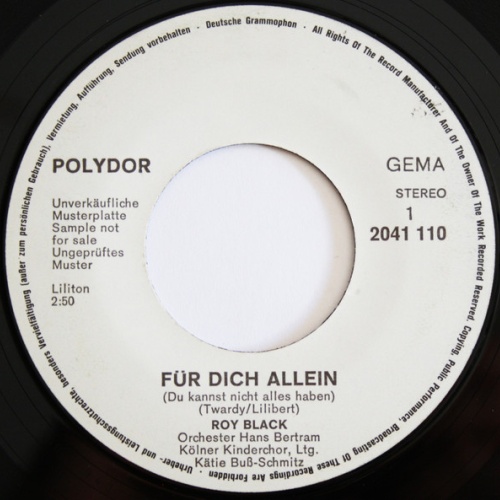 - Deutsche Grammophon - All Rights Of The Record Manufacturer And Of The Owner Of The Work Recorded Reserved. Copying, Public Performance, Broadcasting Of These Records Forbidden - Urheber- und Leistungsschutzrechte, besonders Vervielfältigung (außer zum persönlichen Gebrauch), Vermietung, Aufführung, Sendung vorbehalten
POLYDOR
GEMA
Unverkäufliche
Musterplatte
Sample not
for sale
Ungeprüftes
Muster
STEREO
1
2041 110
Liliton
2:50
FÜR DICH ALLEIN
(Du kannst nicht alles haben)
(Twardy/Lilibert)
ROY BLACK
Orchester Hans Bertram
Kölner Kinderchor, Ltg.
Kätie Buß-Schmitz